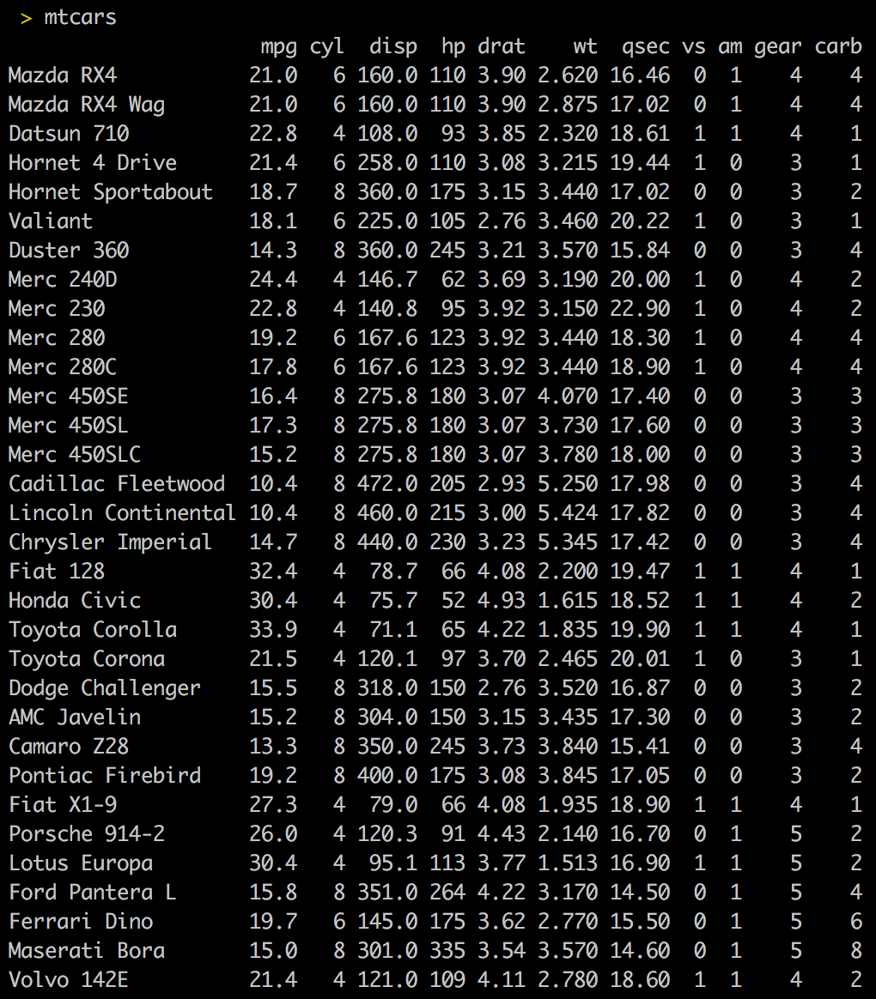 > mtcars
mpg cyl disp hp drat wt qsec vs am gear carb
Mazda RX4 21.0 6 160.0 110 3.90 2.620 16.46 0 1 4 4
Mazda RX4 Wag 21.0 6 160.0 110 3.90 2.875 17.02 0 1 4 4
Datsun 710 22.8 4 108.0 93 3.85 2.320 18.61 1 1 4 1
Hornet 4 Drive 21.4 6 258.0 110 3.08 3.215 19.44 1 0 3 1
Hornet Sportabout 18.7 8 360.0 175 3.15 3.440 17.02 0 0 3 2
Valiant 18.1 6 225.0 105 2.76 3.460 20.22 1 0 3 1
Duster 360 14.3 8 360.0 245 3.21 3.570 15.84 0 0 3 4
Merc 240D 24.4 4 146.7 62 3.69 3.190 20.00 1 0 4 2
Merc 230 22.8 4 140.8 95 3.92 3.150 22.90 1 0 4 2
Merc 280 19.2 6 167.6 123 3.92 3.440 18.30 1 0 4 4
Merc 280C 17.8 6 167.6 123 3.92 3.440 18.90 1 0 4 4
Merc 450SE 16.4 8 275.8 180 3.07 4.070 17.40 0 0 3 3
Merc 450SL 17.3 8 275.8 180 3.07 3.730 17.60 0 0 3 3
Merc 450SLC 15.2 8 275.8 180 3.07 3.780 18.00 0 0 3 3
Cadillac Fleetwood 10.4 8 472.0 205 2.93 5.250 17.98 0 0 3 4
Lincoln Continental 10.4 8 460.0 215 3.00 5.424 17.82 0 0 3 4
Chrysler Imperial 14.7 8 440.0 230 3.23 5.345 17.42 0 0 3 4
Fiat 128 32.4 4 78.7 66 4.08 2.200 19.47 1 1 4 1
Honda Civic 30.4 4 75.7 52 4.93 1.615 18.52 1 1 4 2
Toyota Corolla 33.9 4 71.1 65 4.22 1.835 19.90 1 1 4 1
Toyota Corona 21.5 4 120.1 97 3.70 2.465 20.01 1 0 3 1
Dodge Challenger 15.5 8 318.0 150 2.76 3.520 16.87 0 0 3 2
AMC Javelin 15.2 8 304.0 150 3.15 3.435 17.30 0 0 3 2
Camaro Z28 13.3 8 350.0 245 3.73 3.840 15.41 0 0 3 4
Pontiac Firebird 19.2 8 400.0 175 3.08 3.845 17.05 0 0 3 2
Fiat X1-9 27.3 4 79.0 66 4.08 1.935 18.90 1 1 4 1
Porsche 914-2 26.0 4 120.3 91 4.43 2.140 16.70 0 1 5 2
Lotus Europa 30.4 4 95.1 113 3.77 1.513 16.90 1 1 5 2
Ford Pantera L 15.8 8 351.0 264 4.22 3.170 14.50 0 1 5 4
Ferrari Dino 19.7 6 145.0 175 3.62 2.770 15.50 0 1 5 6
Maserati Bora 15.0 8 301.0 335 3.54 3.570 14.60 0 1 5 8
Volvo 142E 21.4 4 121.0 109 4.11 2.780 18.60 1 1 4 2